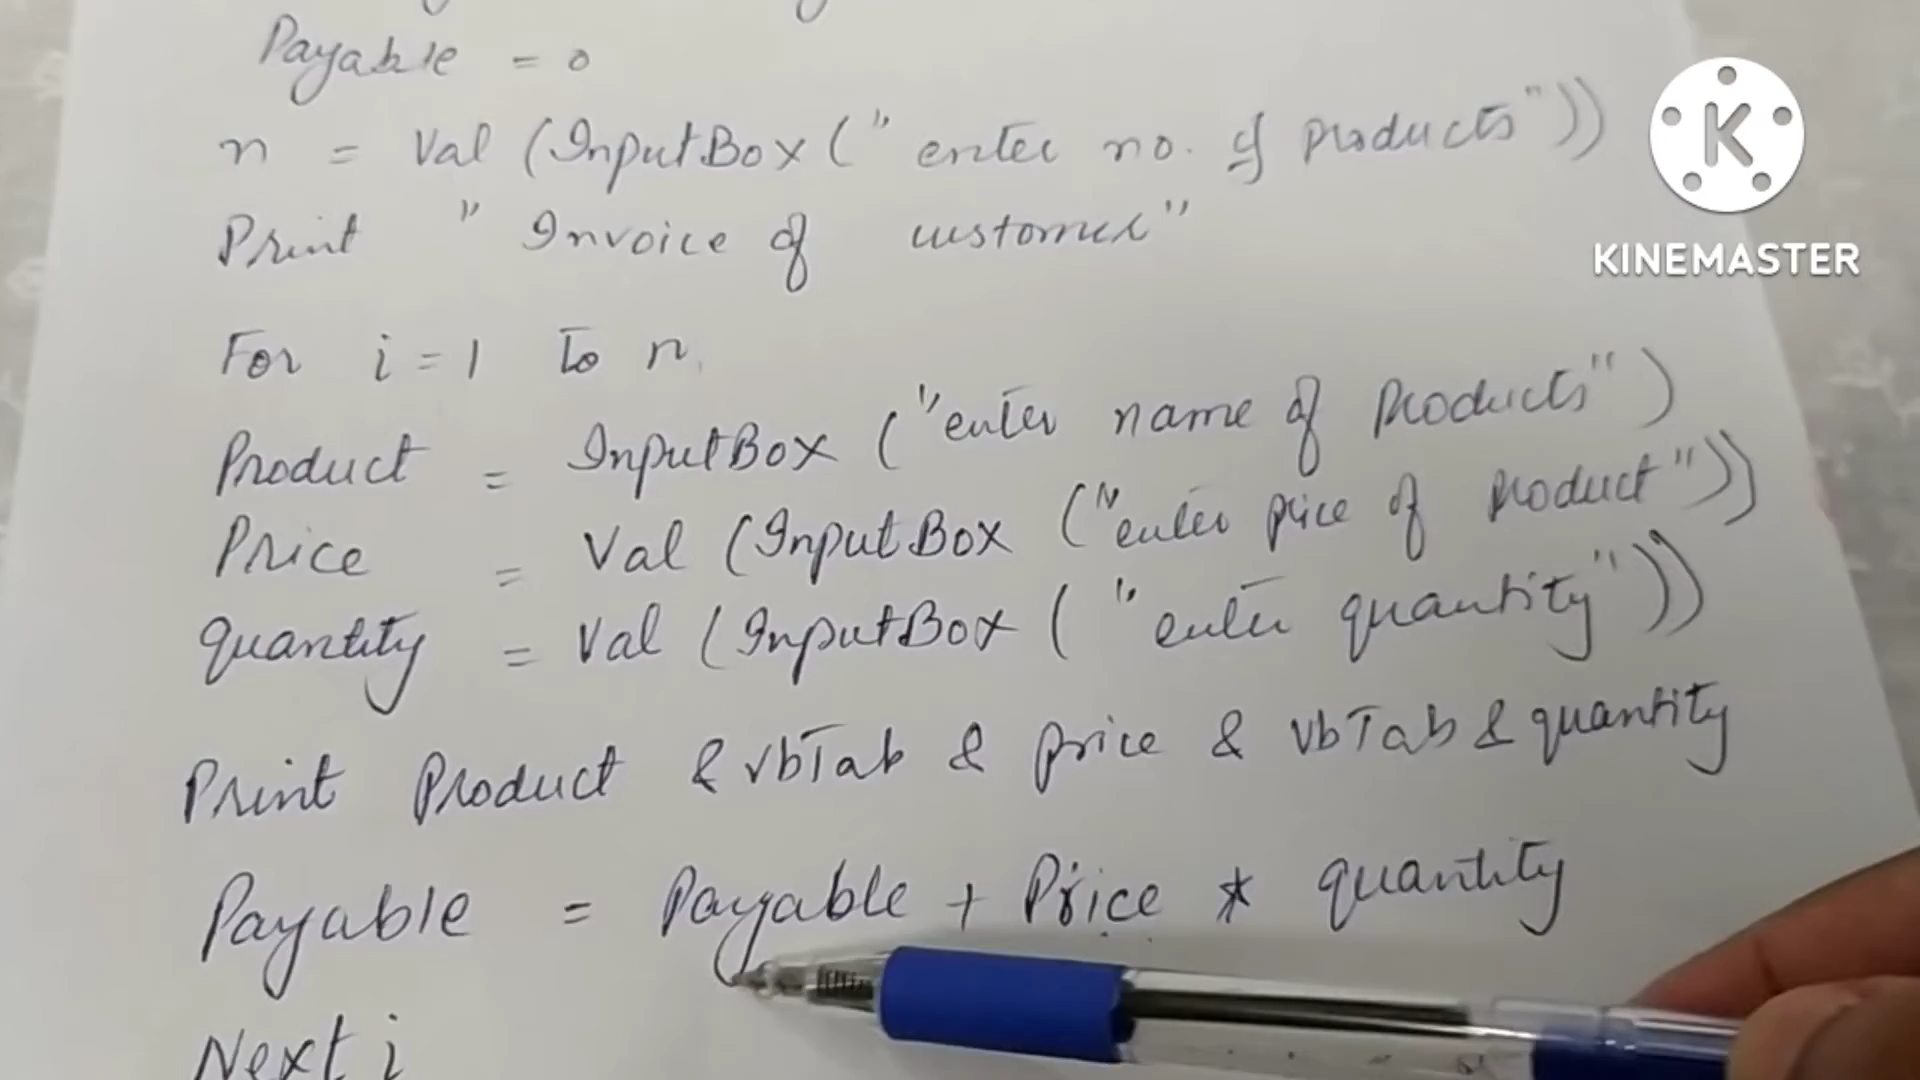 Payable = 0
n = Val (InputBox (" enter no. of products"))
Print " Invoice of customer"
For i = 1 To n
Product = InputBox ("enter name of products")
Price = Val (InputBox ("enter price of product"))
quantity = Val (InputBox ( "enter quantity"))
Print Product & vbTab & price & vbTab & quantity
Payable = Payable + Price * quantity
Next i
K
KINEMASTER